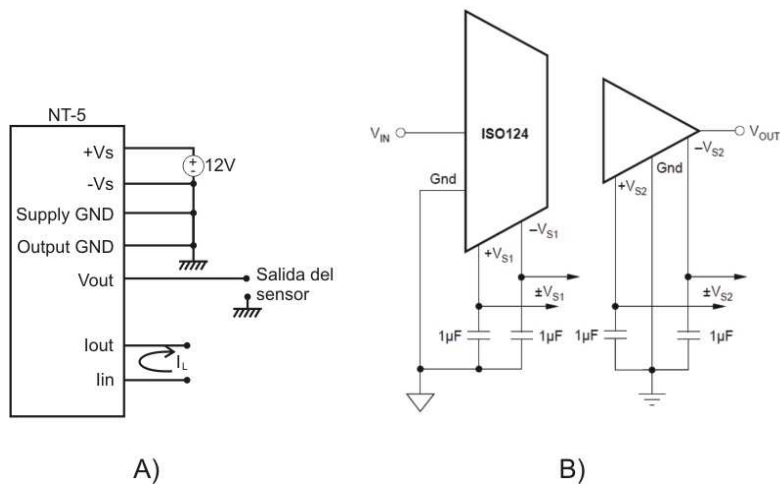 NT-5
+Vs
12V
-Vs
Supply GND
Output GND
Vout
Salida del
sensor
Iout
IL
Iin
A)
VIN
ISO124
Gnd
+VS1
–VS1
±VS1
1µF
1µF
VOUT
–VS2
Gnd
+VS2
±VS2
1µF
1µF
B)